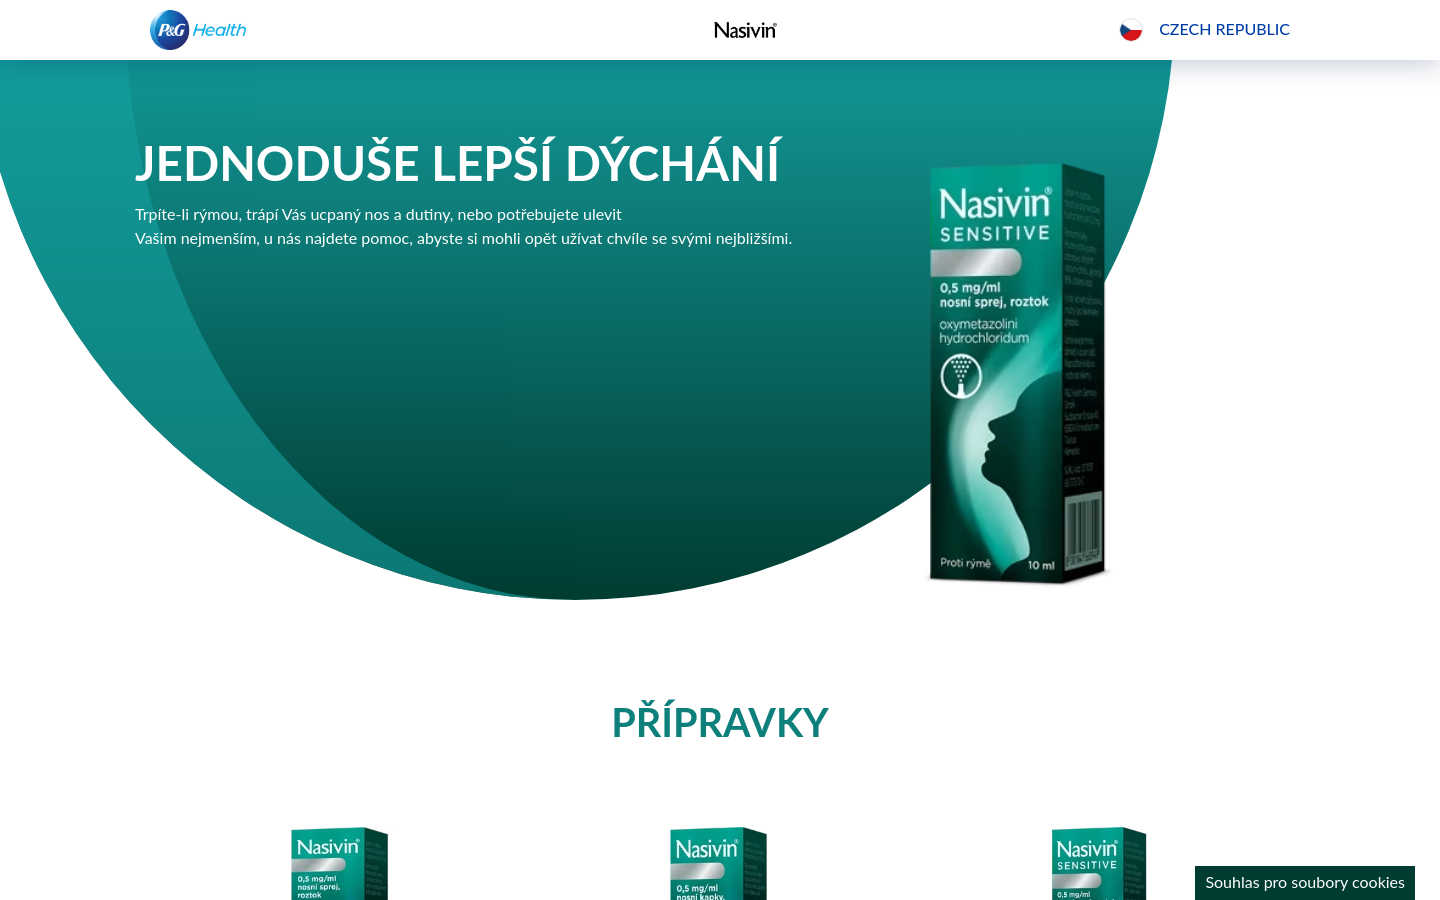 P&G Health
Nasivin®
CZECH REPUBLIC
JEDNODUŠE LEPŠÍ DÝCHÁNÍ
Trpíte-li rýmou, trápí Vás ucpaný nos a dutiny, nebo potřebujete ulevit
Vašim nejmenším, u nás najdete pomoc, abyste si mohli opět užívat chvíle se svými nejbližšími.
Nasivin®
SENSITIVE
0,5 mg/ml
nosní sprej, roztok
oxymetazolini
hydrochloridum
Proti rýmě
10 ml
PŘÍPRAVKY
Nasivin®
0,5 mg/ml
nosní sprej,
roztok
Nasivin®
0,5 mg/ml
nosní kapky,
Nasivin®
SENSITIVE
0,5 mg/ml
Souhlas pro soubory cookies